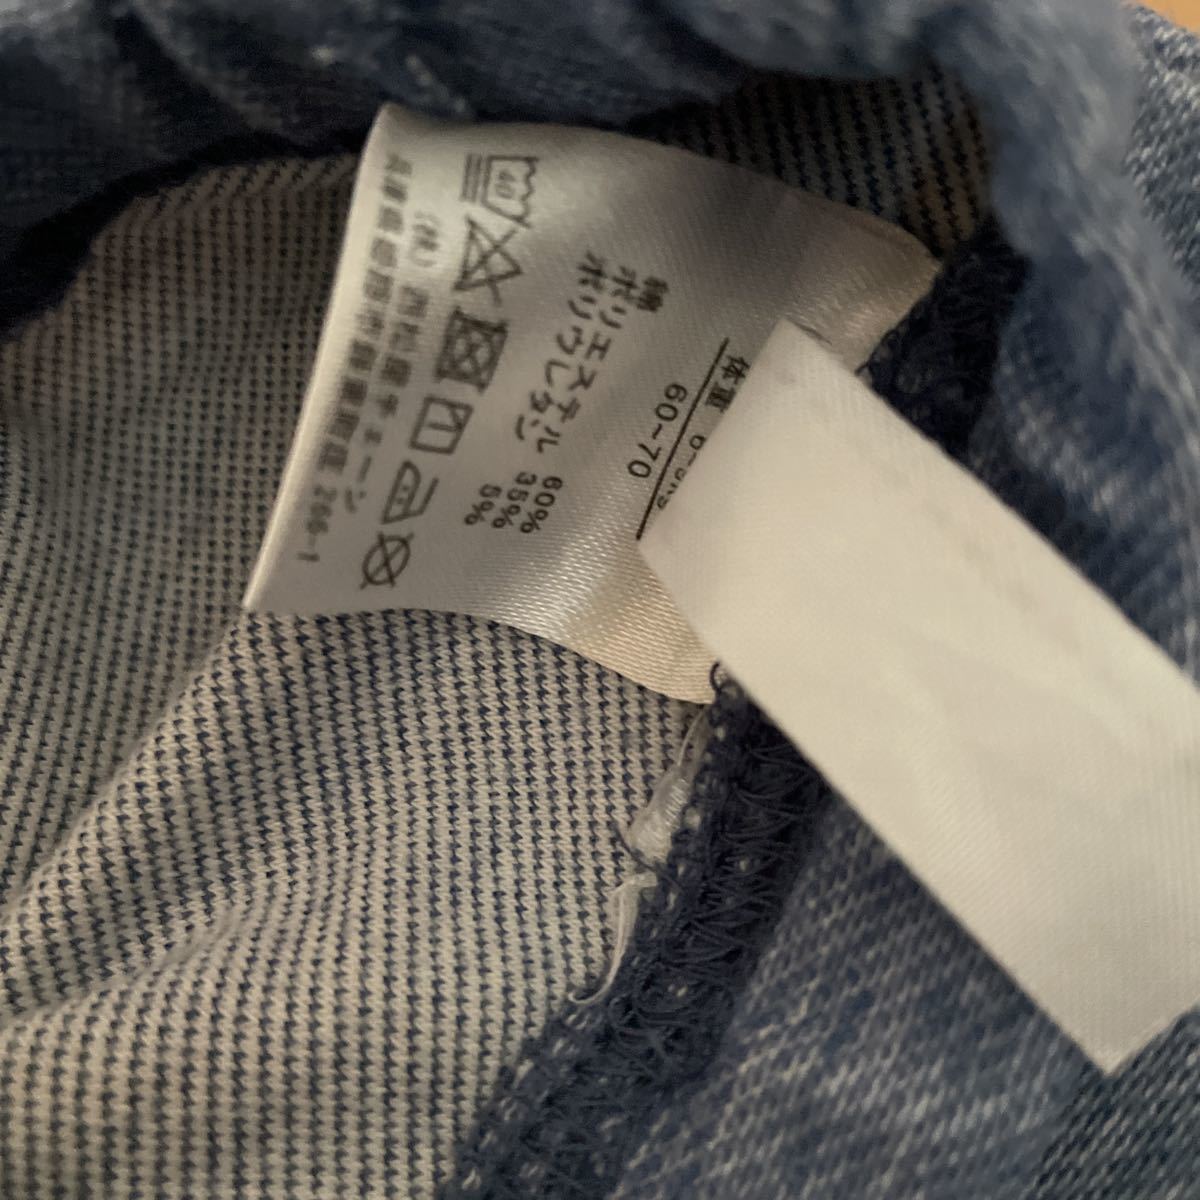 60~70
体重
綿 60%
ポリエステル 35%
ポリウレタン 5%
40
(株)西松屋チェーン
兵庫県姫路市飾東町庄 266-1